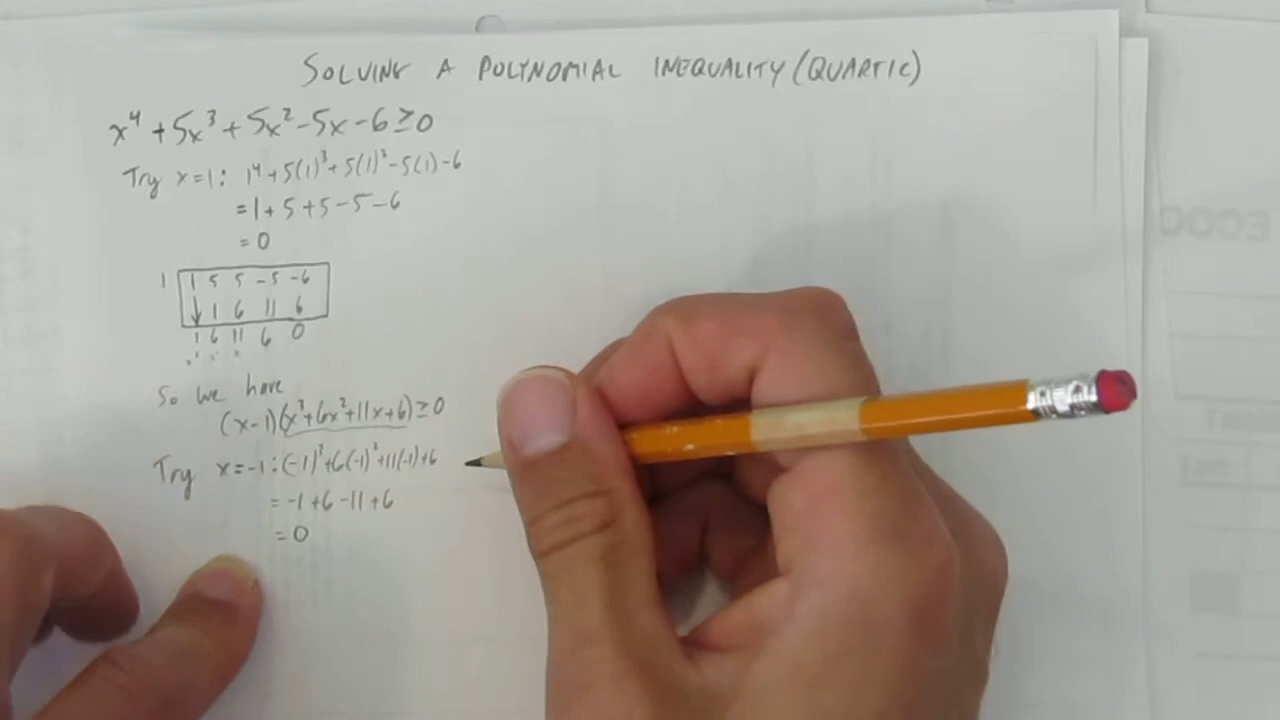 SOLVING A POLYNOMIAL INEQUALITY (QUARTIC)
x⁴ + 5x³ + 5x² - 5x - 6 ≥ 0
Try x=1: 1⁴ + 5(1)³ + 5(1)² - 5(1) - 6
= 1 + 5 + 5 - 5 - 6
= 0
1 1 5 5 -5 -6
↓ 1 6 11 6
1 6 11 6 0
So we have
(x-1)(x³+6x²+11x+6) ≥ 0
Try x=-1: (-1)³+6(-1)²+11(-1)+6
= -1 + 6 - 11 + 6
= 0